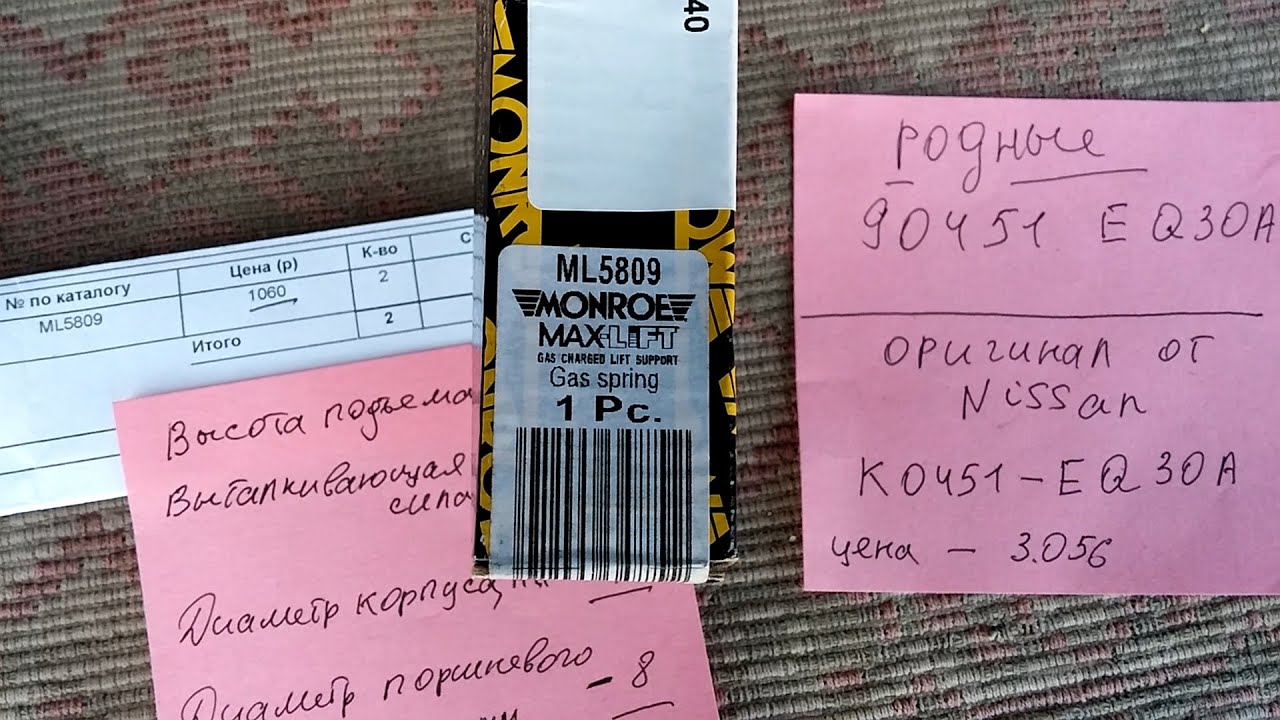 40
ML5809
MONROE
MAX-LIFT
GAS CHARGED LIFT SUPPORT
Gas spring
1 Pc.
MONR
№ по каталогу Цена (р) К-во С
ML5809 1060 2
Итого 2
Высота подъема
Выталкивающая
сила
Диаметр корпуса,
Диаметр поршневого
- 8
Родные
90451 EQ30A
оригинал от
Nissan
K0451-EQ30A
цена - 3.056